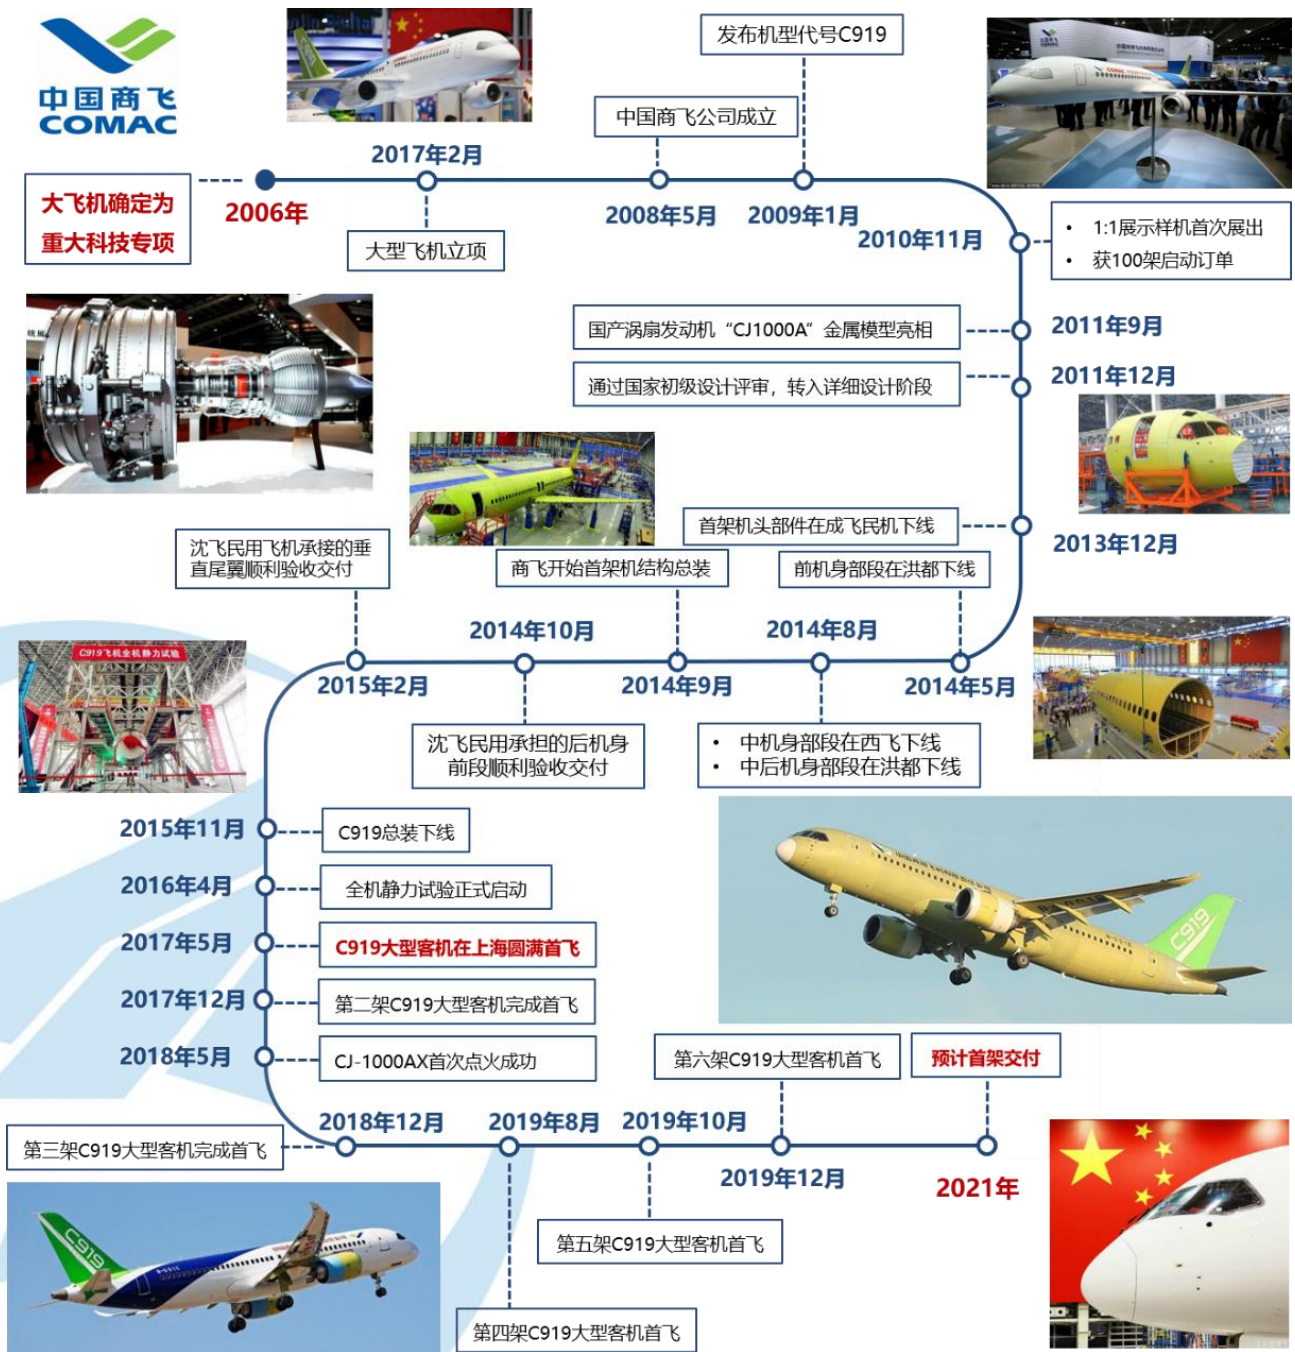 中国商飞
COMAC
发布机型代号C919
中国商飞公司成立
2017年2月
大飞机确定为
重大科技专项
2006年
大型飞机立项
2008年5月
2009年1月
2010年11月
• 1:1展示样机首次展出
• 获100架启动订单
国产涡扇发动机“CJ1000A”金属模型亮相
2011年9月
通过国家初级设计评审，转入详细设计阶段
2011年12月
首架机头部件在成飞民机下线
2013年12月
沈飞民用飞机承接的垂
直尾翼顺利验收交付
商飞开始首架机结构总装
前机身部段在洪都下线
2014年10月
2014年8月
2015年2月
2014年9月
2014年5月
C919飞机全机静力试验
沈飞民用承担的后机身
前段顺利验收交付
• 中机身部段在西飞下线
• 中后机身部段在洪都下线
2015年11月
C919总装下线
2016年4月
全机静力试验正式启动
2017年5月
C919大型客机在上海圆满首飞
2017年12月
第二架C919大型客机完成首飞
2018年5月
CJ-1000AX首次点火成功
C919
第六架C919大型客机首飞
预计首架交付
2018年12月
2019年8月
2019年10月
第三架C919大型客机完成首飞
2019年12月
2021年
第五架C919大型客机首飞
C919
第四架C919大型客机首飞